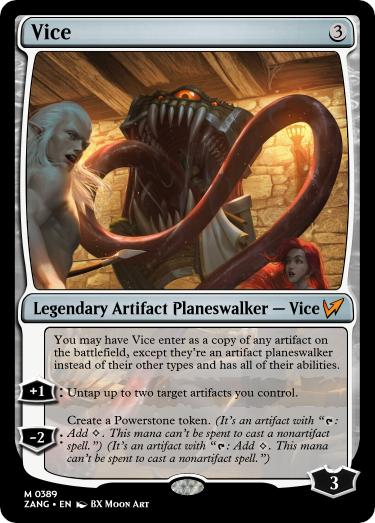 Vice 3
Legendary Artifact Planeswalker — Vice
You may have Vice enter as a copy of any artifact
on the battlefield, except they're an artifact planeswalker
instead of their other types and has all of their abilities.
+1 : Untap up to two target artifacts you control.
Create a Powerstone token. (It's an artifact with “T:
-2 : Add C. This mana can't be spent to cast a nonartifact
spell.”) (It's an artifact with “T: Add C. This mana
can't be spent to cast a nonartifact spell.”)
3
M 0389
ZANG • EN BX Moon Art